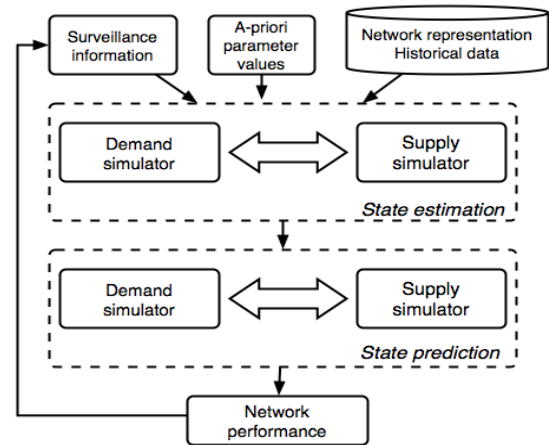 Surveillance
information
A-priori
parameter
values
Network representation
Historical data
Demand
simulator
Supply
simulator
State estimation
Demand
simulator
Supply
simulator
State prediction
Network
performance